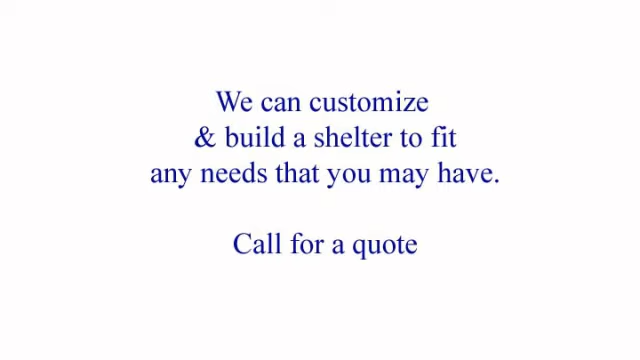 We can customize
& build a shelter to fit
any needs that you may have.
Call for a quote